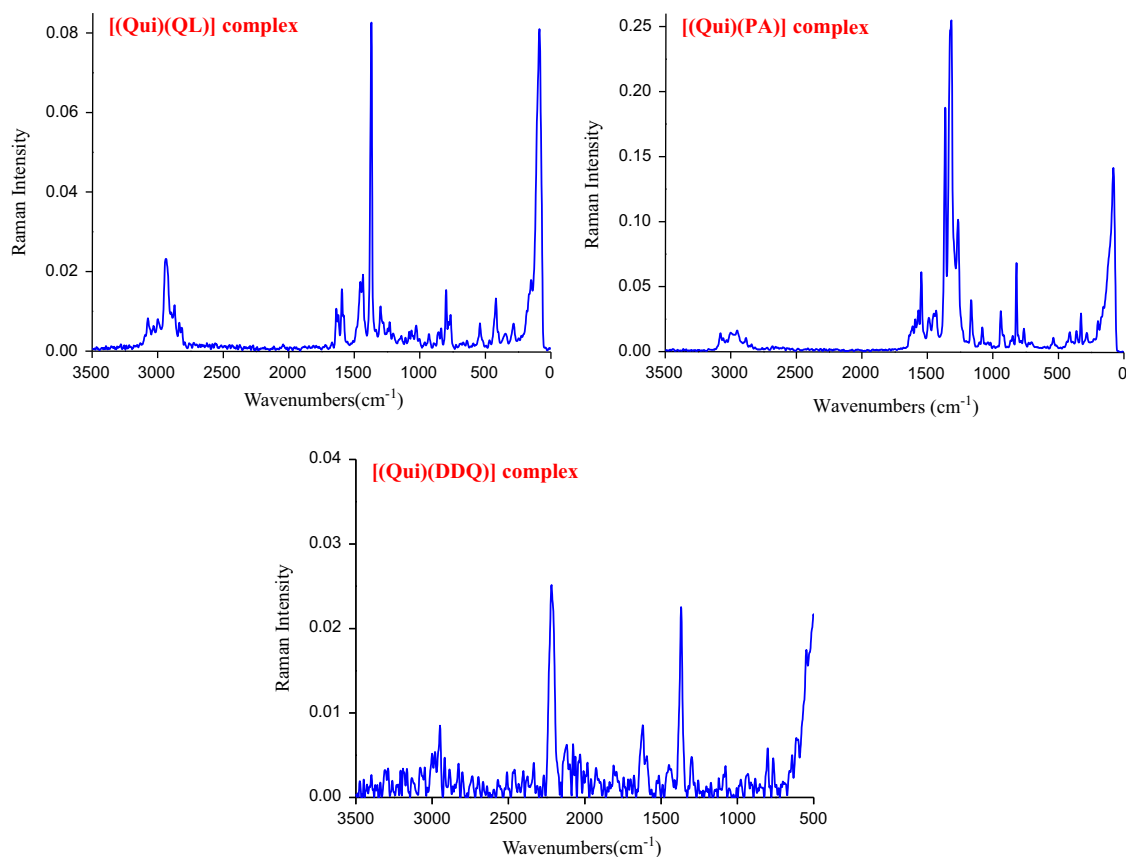 [(Qui)(QL)] complex
0.08
0.06
0.04
0.02
0.00
Raman Intensity
3500 3000 2500 2000 1500 1000 500 0
Wavenumbers(cm-1)
[(Qui)(PA)] complex
0.25
0.20
0.15
0.10
0.05
0.00
Raman Intensity
3500 3000 2500 2000 1500 1000 500 0
Wavenumbers (cm-1)
[(Qui)(DDQ)] complex
0.04
0.03
0.02
0.01
0.00
Raman Intensity
3500 3000 2500 2000 1500 1000 500
Wavenumbers(cm-1)